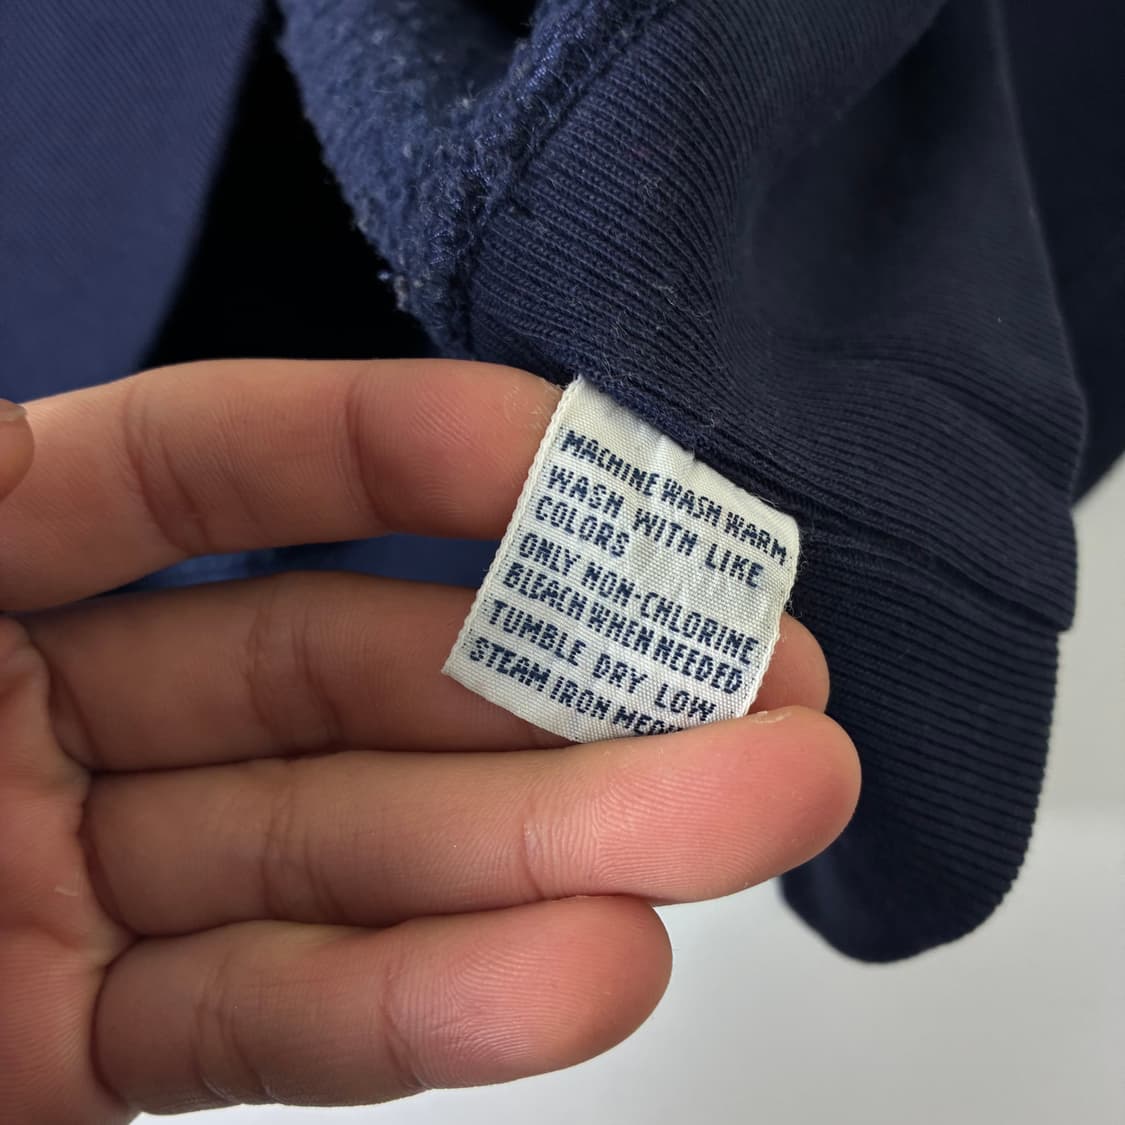 MACHINE WASH WARM
WASH WITH LIKE
COLORS
ONLY NON-CHLORINE
BLEACH WHEN NEEDED
TUMBLE DRY LOW
STEAM IRON